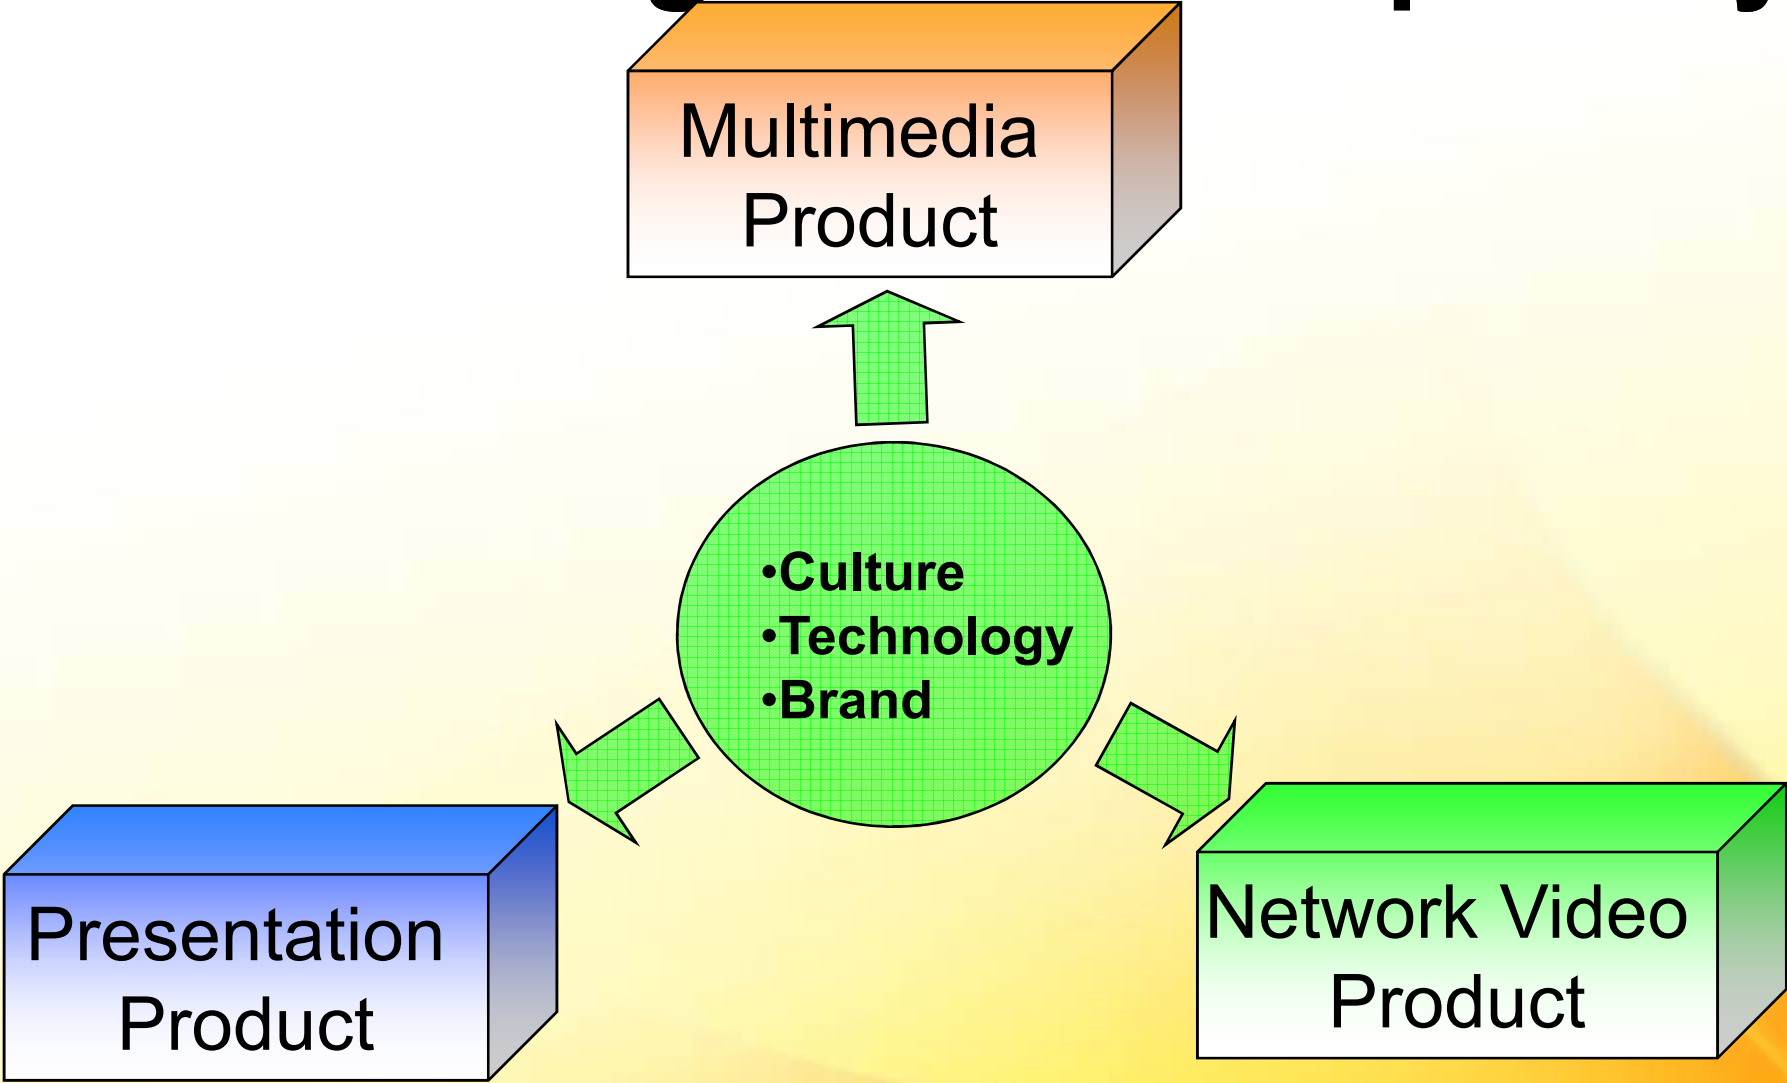 Multimedia
Product
•Culture
•Technology
•Brand
Presentation
Product
Network Video
Product